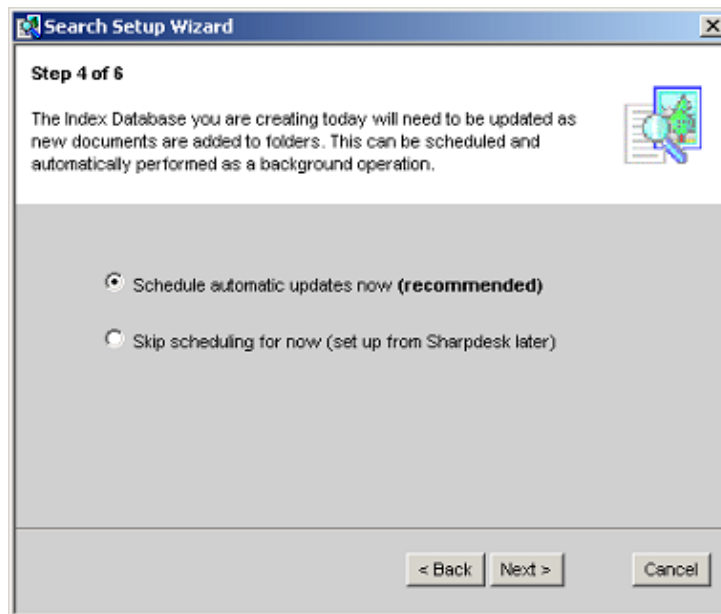 Search Setup Wizard
Step 4 of 6
The Index Database you are creating today will need to be updated as
new documents are added to folders. This can be scheduled and
automatically performed as a background operation.
Schedule automatic updates now (recommended)
Skip scheduling for now (set up from Sharpdesk later)
< Back Next > Cancel